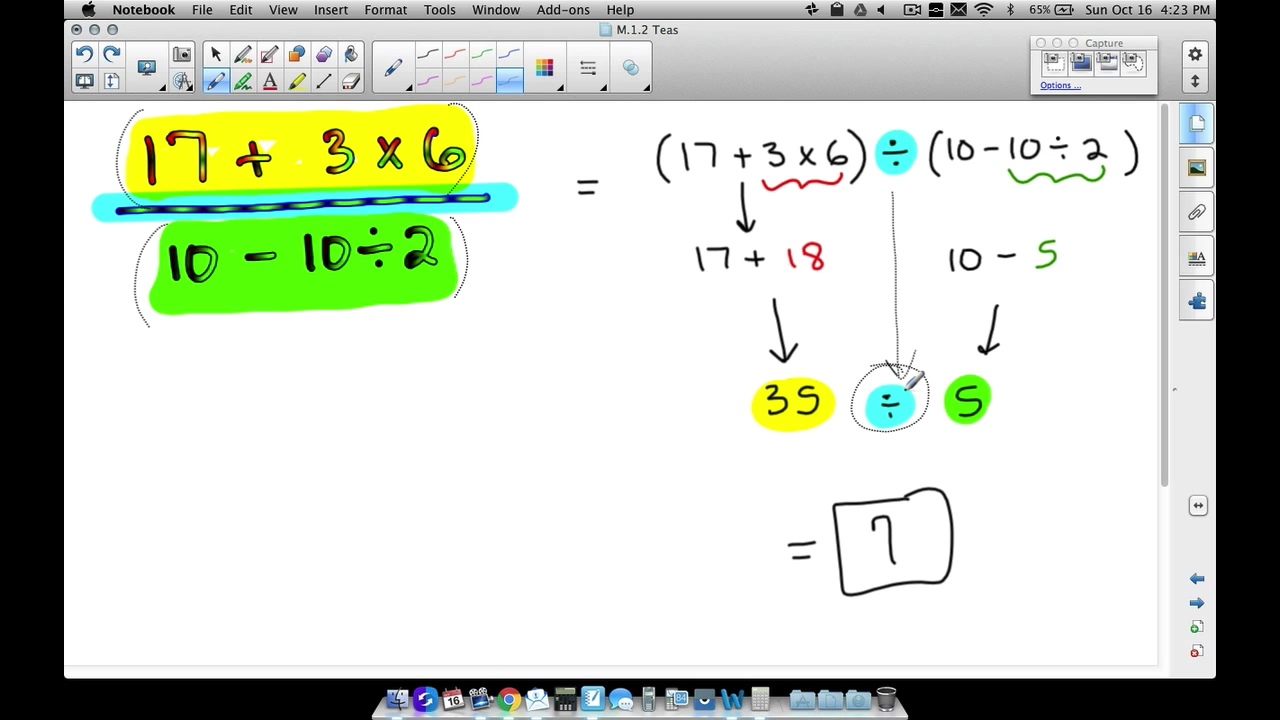 Notebook File Edit View Insert Format Tools Window Add-ons Help 65% Sun Oct 16 4:23 PM
M.1.2 Teas
Capture
Options ...
17 + 3 × 6
10 - 10 ÷ 2
= (17 + 3 × 6) ÷ (10 - 10 ÷ 2)
17 + 18 10 - 5
35 ÷ 5
= 7